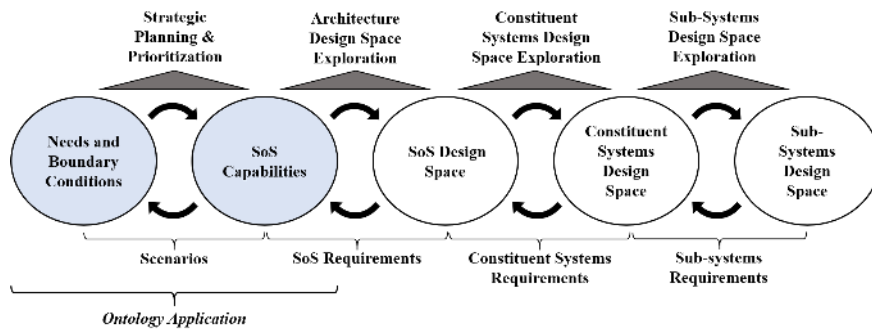 Strategic
Planning &
Prioritization
Architecture
Design Space
Exploration
Constituent
Systems Design
Space Exploration
Sub-Systems
Design Space
Exploration
Needs and
Boundary
Conditions
SoS
Capabilities
SoS Design
Space
Constituent
Systems
Design
Space
Sub-
Systems
Design
Space
Scenarios
SoS Requirements
Constituent Systems
Requirements
Sub-systems
Requirements
Ontology Application